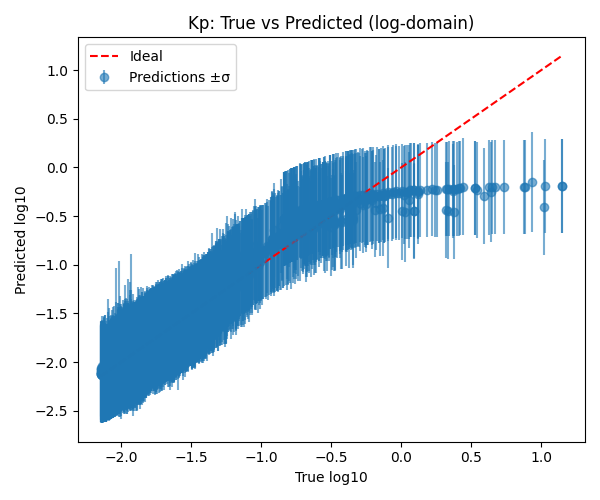 Kp: True vs Predicted (log-domain)
Ideal
Predictions ±σ
1.0
0.5
0.0
−0.5
−1.0
−1.5
−2.0
−2.5
Predicted log10
−2.0 −1.5 −1.0 −0.5 0.0 0.5 1.0
True log10